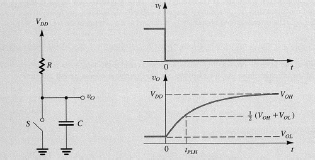 V_DD
R
v_O
S
C
v_I
0
t
v_O
V_DD
V_OH
½ (V_OH + V_OL)
V_OL
0
t_PLH
t